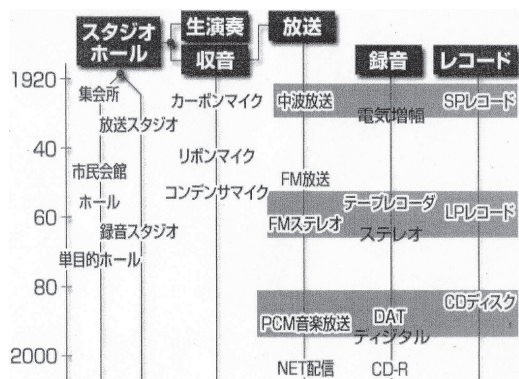 スタジオ
ホール
生演奏
収音
放送
録音
レコード
1920
集会所
カーボンマイク
中波放送
電気増幅
SPレコード
放送スタジオ
40
リボンマイク
市民会館
コンデンサマイク
FM放送
ホール
テープレコーダ
LPレコード
60
FMステレオ
ステレオ
録音スタジオ
単目的ホール
80
CDディスク
PCM音楽放送
DAT
ディジタル
2000
NET配信
CD-R